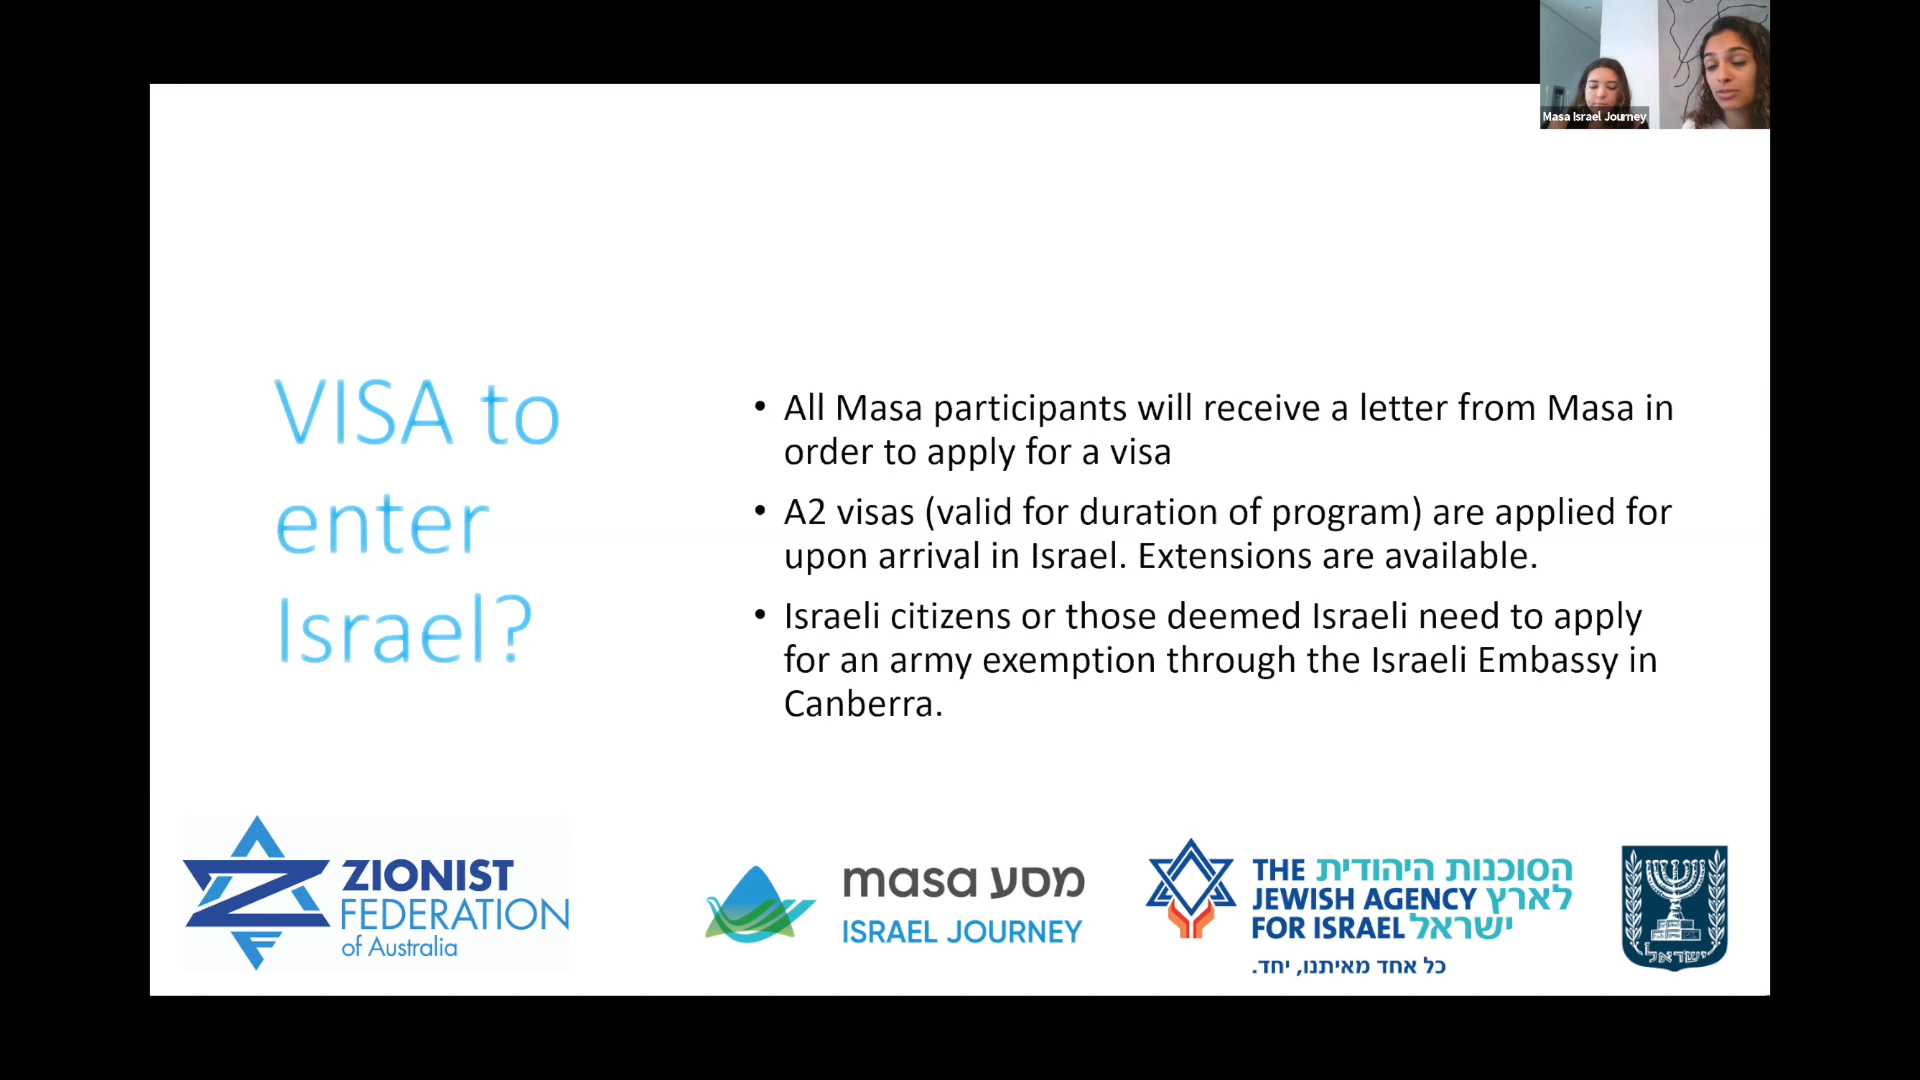 Masa Israel Journey
VISA to
enter
Israel?
• All Masa participants will receive a letter from Masa in
order to apply for a visa
• A2 visas (valid for duration of program) are applied for
upon arrival in Israel. Extensions are available.
• Israeli citizens or those deemed Israeli need to apply
for an army exemption through the Israeli Embassy in
Canberra.
ZIONIST
FEDERATION
of Australia
masa מסע
ISRAEL JOURNEY
THE הסוכנות היהודית
JEWISH AGENCY לארץ
FOR ISRAEL ישראל
כל אחד מאיתנו, יחד.
ישראל